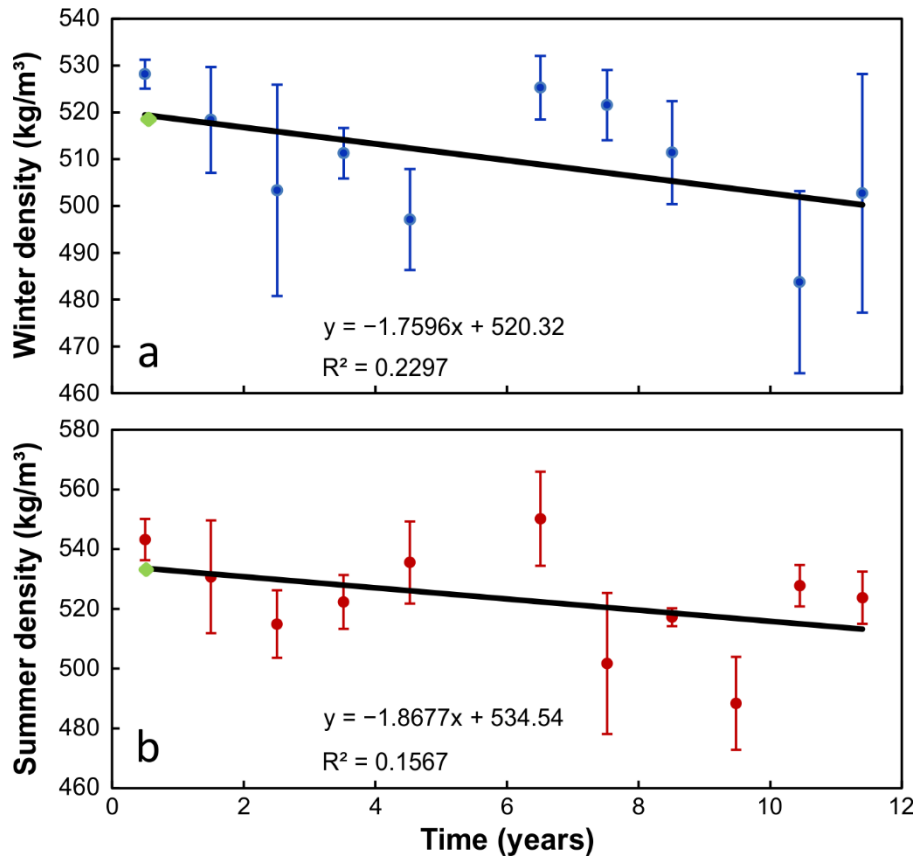 Winter density (kg/m³)
540
530
520
510
500
490
480
470
460
a
y = −1.7596x + 520.32
R² = 0.2297
Summer density (kg/m³)
580
560
540
520
500
480
460
b
y = −1.8677x + 534.54
R² = 0.1567
0 2 4 6 8 10 12
Time (years)